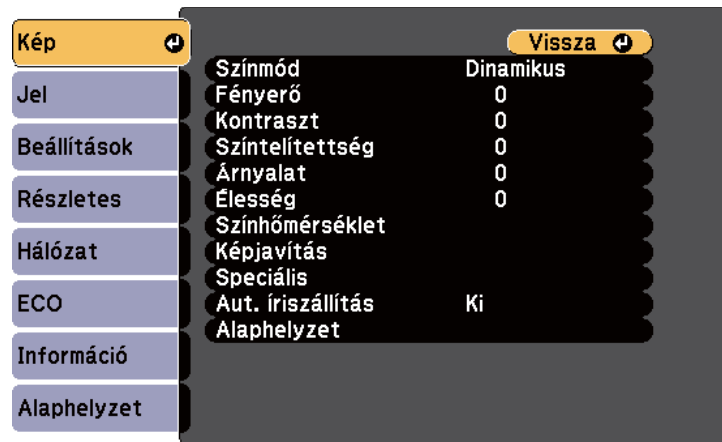 Kép
Jel
Beállítások
Részletes
Hálózat
ECO
Információ
Alaphelyzet
Vissza
Színmód Dinamikus
Fényerő 0
Kontraszt 0
Színtelítettség 0
Árnyalat 0
Élesség 0
Színhőmérséklet
Képjavítás
Speciális
Aut. íriszállítás Ki
Alaphelyzet